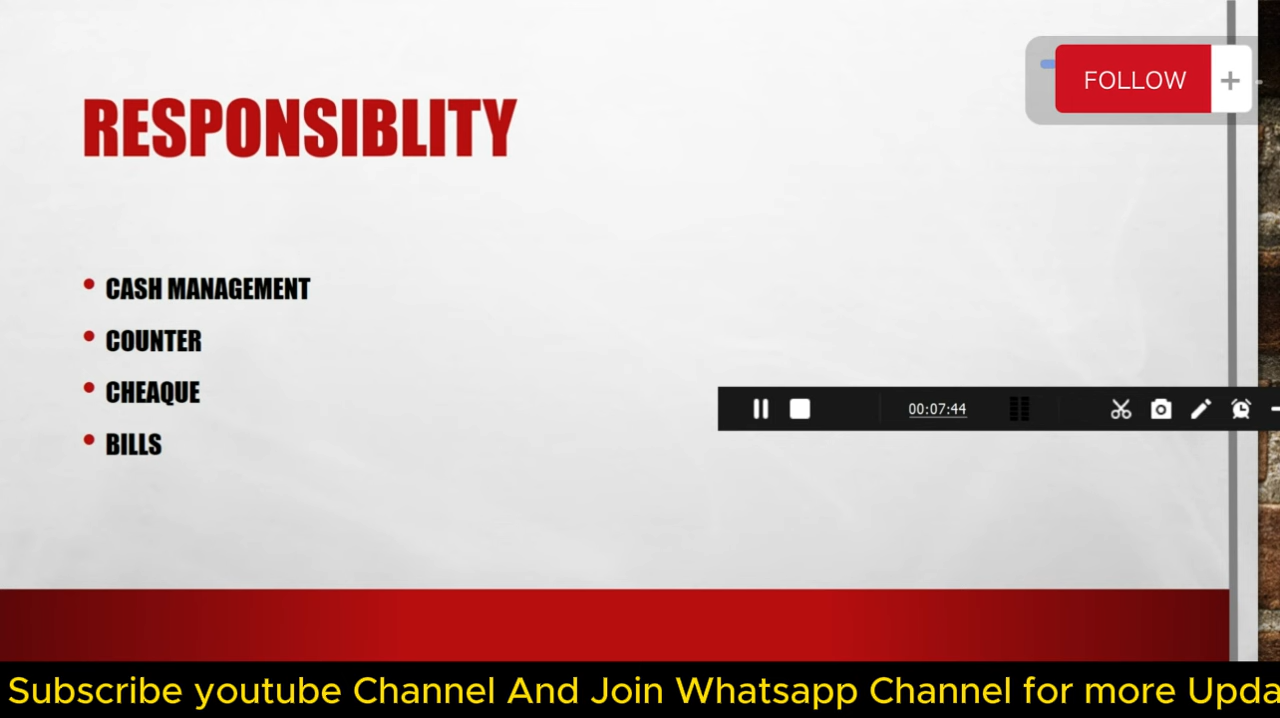 RESPONSIBLITY
FOLLOW +
• CASH MANAGEMENT
• COUNTER
• CHEAQUE
• BILLS
00:07:44
Subscribe youtube Channel And Join Whatsapp Channel for more Upda